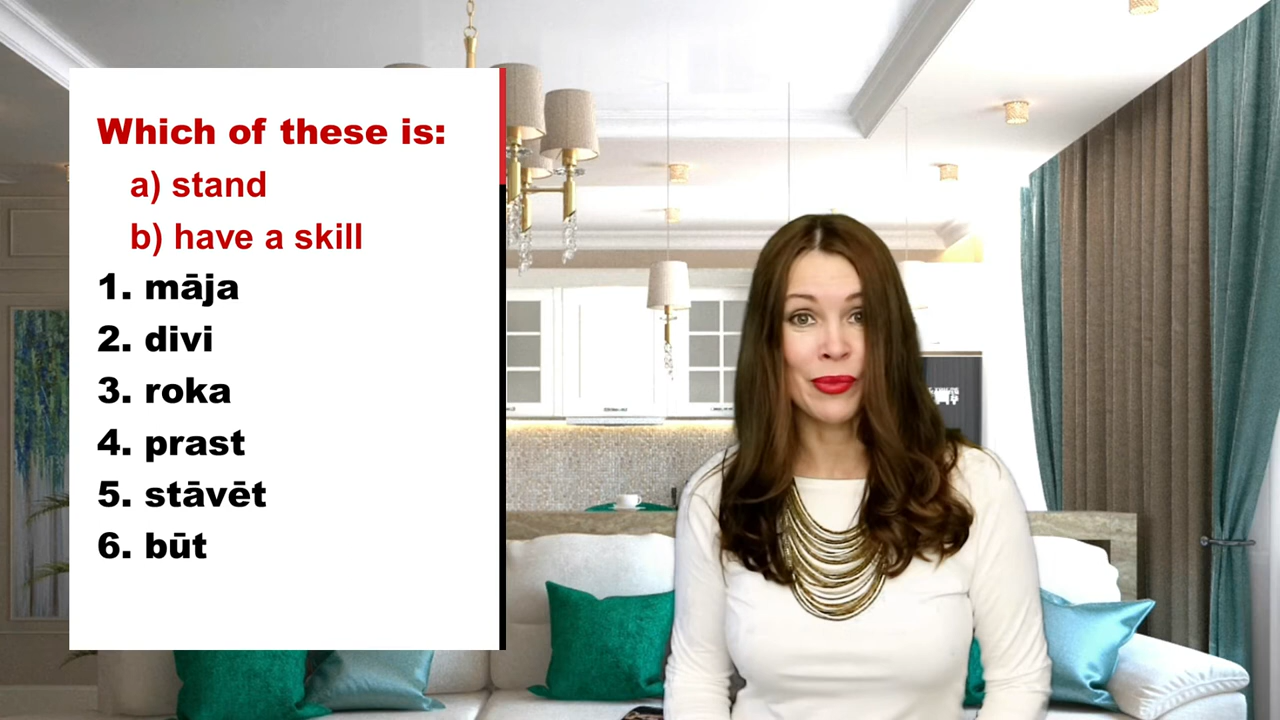 Which of these is:
a) stand
b) have a skill
1. māja
2. divi
3. roka
4. prast
5. stāvēt
6. būt